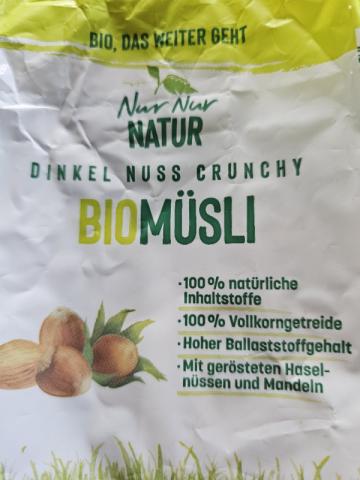 BIO, DAS WEITER GEHT
Nur Nur
NATUR
DINKEL NUSS CRUNCHY
BIOMÜSLI
· 100% natürliche
Inhaltstoffe
· 100% Vollkorngetreide
· Hoher Ballaststoffgehalt
· Mit gerösteten Hasel-
nüssen und Mandeln